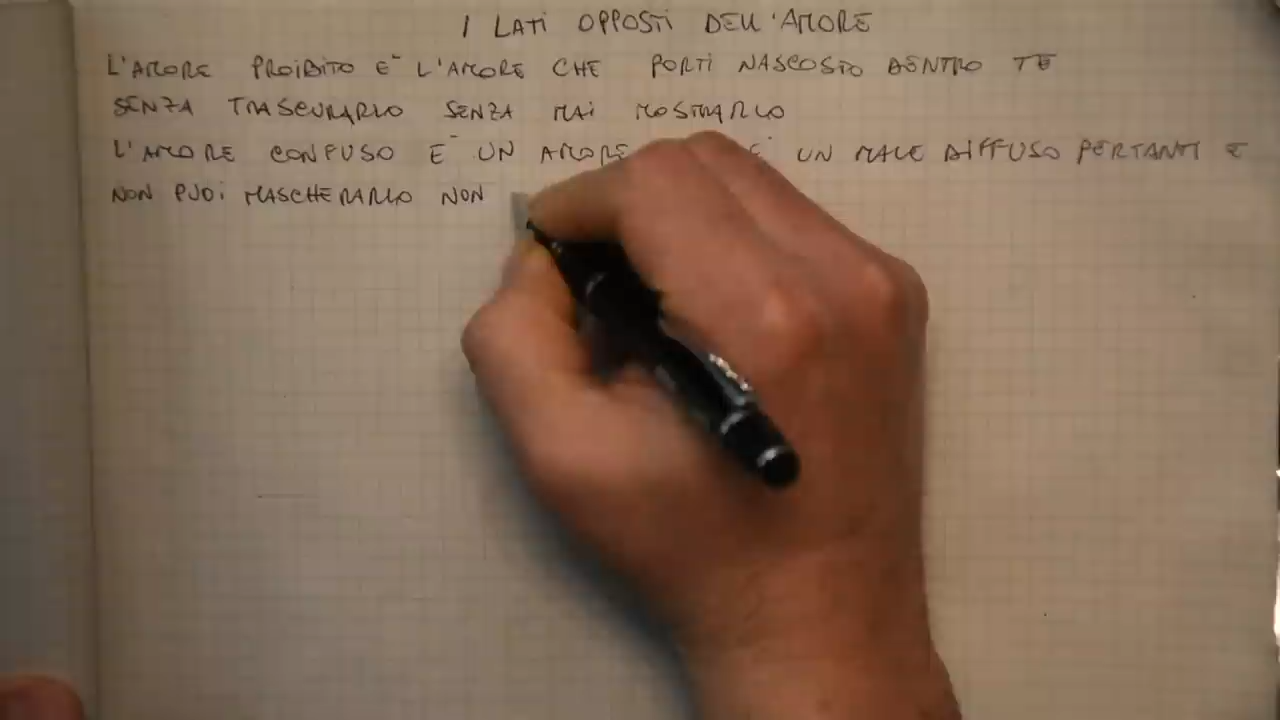 I LATI OPPOSTI DELL'AMORE
L'AMORE PROIBITO E' L'AMORE CHE PORTI NASCOSTO DENTRO TE
SENZA TRASCURARLO SENZA MAI MOSTRARLO
L'AMORE CONFUSO E' UN AMORE E' UN MALE DIFFUSO PERTANTI E
NON PUOI MASCHERARLO NON